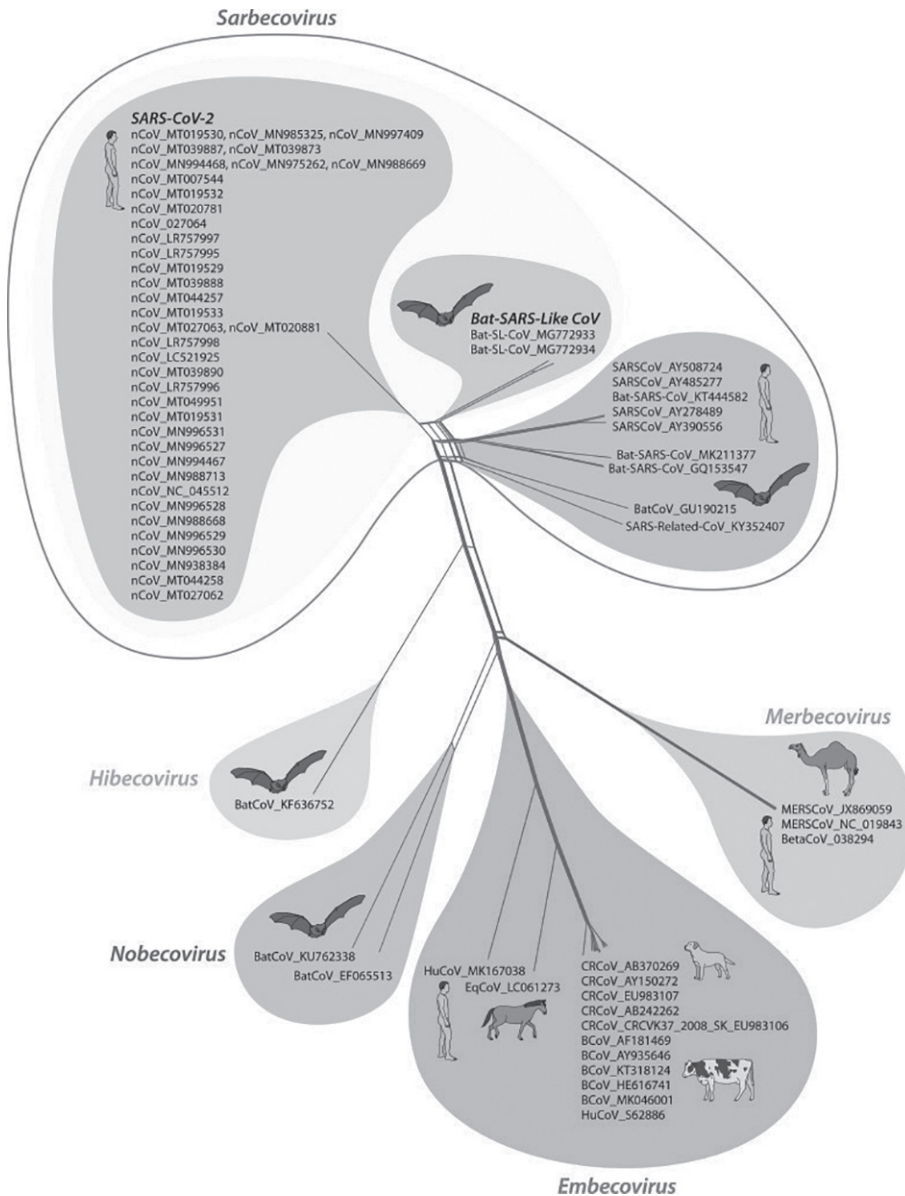 Sarbecovirus
SARS-CoV-2
nCoV_MT019530, nCoV_MN985325, nCoV_MN997409
nCoV_MT039887, nCoV_MT039873
nCoV_MN994468, nCoV_MN975262, nCoV_MN988669
nCoV_MT007544
nCoV_MT019532
nCoV_MT020781
nCoV_027064
nCoV_LR757997
nCoV_LR757995
nCoV_MT019529
nCoV_MT039888
nCoV_MT044257
nCoV_MT019533
nCoV_MT027063, nCoV_MT020881
nCoV_LR757998
nCoV_LC521925
nCoV_MT039890
nCoV_LR757996
nCoV_MT049951
nCoV_MT019531
nCoV_MN996531
nCoV_MN996527
nCoV_MN994467
nCoV_MN988713
nCoV_NC_045512
nCoV_MN996528
nCoV_MN988668
nCoV_MN996529
nCoV_MN996530
nCoV_MN938384
nCoV_MT044258
nCoV_MT027062
Bat-SARS-Like CoV
Bat-SL-CoV_MG772933
Bat-SL-CoV_MG772934
SARSCoV_AY508724
SARSCoV_AY485277
Bat-SARS-CoV_KT444582
SARSCoV_AY278489
SARSCoV_AY390556
Bat-SARS-CoV_MK211377
Bat-SARS-CoV_GQ153547
BatCoV_GU190215
SARS-Related-CoV_KY352407
Hibecovirus
BatCoV_KF636752
Merbecovirus
MERSCoV_JX869059
MERSCoV_NC_019843
BetaCoV_038294
Nobecovirus
BatCoV_KU762338
BatCoV_EF065513
HuCoV_MK167038
EqCoV_LC061273
CRCoV_AB370269
CRCoV_AY150272
CRCoV_EU983107
CRCoV_AB242262
CRCoV_CRCVK37_2008_SK_EU983106
BCoV_AF181469
BCoV_AY935646
BCoV_KT318124
BCoV_HE616741
BCoV_MK046001
HuCoV_S62886
Embecovirus